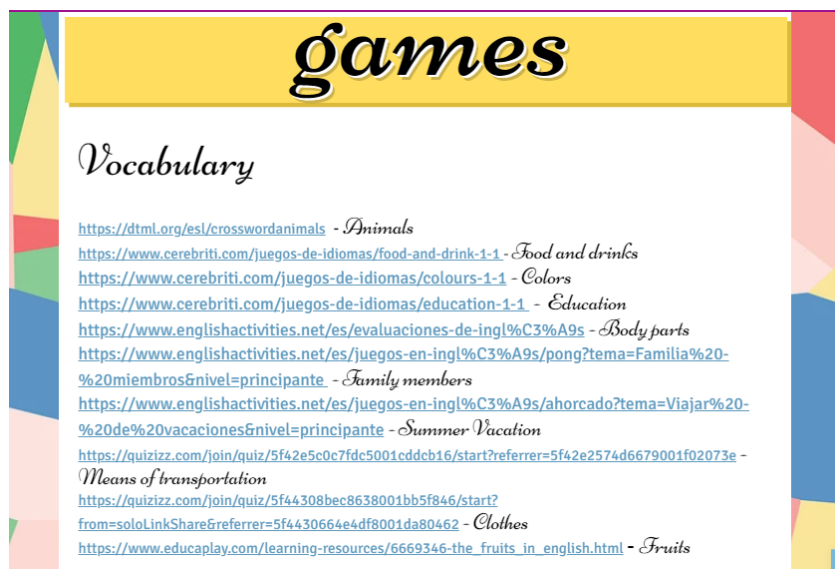 games
Vocabulary
https://dtml.org/esl/crosswordanimals - Animals
https://www.cerebriti.com/juegos-de-idiomas/food-and-drink-1-1 - Food and drinks
https://www.cerebriti.com/juegos-de-idiomas/colours-1-1 - Colors
https://www.cerebriti.com/juegos-de-idiomas/education-1-1 - Education
https://www.englishactivities.net/es/evaluaciones-de-ingl%C3%A9s - Body parts
https://www.englishactivities.net/es/juegos-en-ingl%C3%A9s/pong?tema=Familia%20-
%20miembros&nivel=principante - Family members
https://www.englishactivities.net/es/juegos-en-ingl%C3%A9s/ahorcado?tema=Viajar%20-
%20de%20vacaciones&nivel=principante - Summer Vacation
https://quizizz.com/join/quiz/5f42e5c0c7fdc5001cddcb16/start?referrer=5f42e2574d6679001f02073e -
Means of transportation
https://quizizz.com/join/quiz/5f44308bec8638001bb5f846/start?
from=soloLinkShare&referrer=5f4430664e4df8001da80462 - Clothes
https://www.educaplay.com/learning-resources/6669346-the_fruits_in_english.html - Fruits